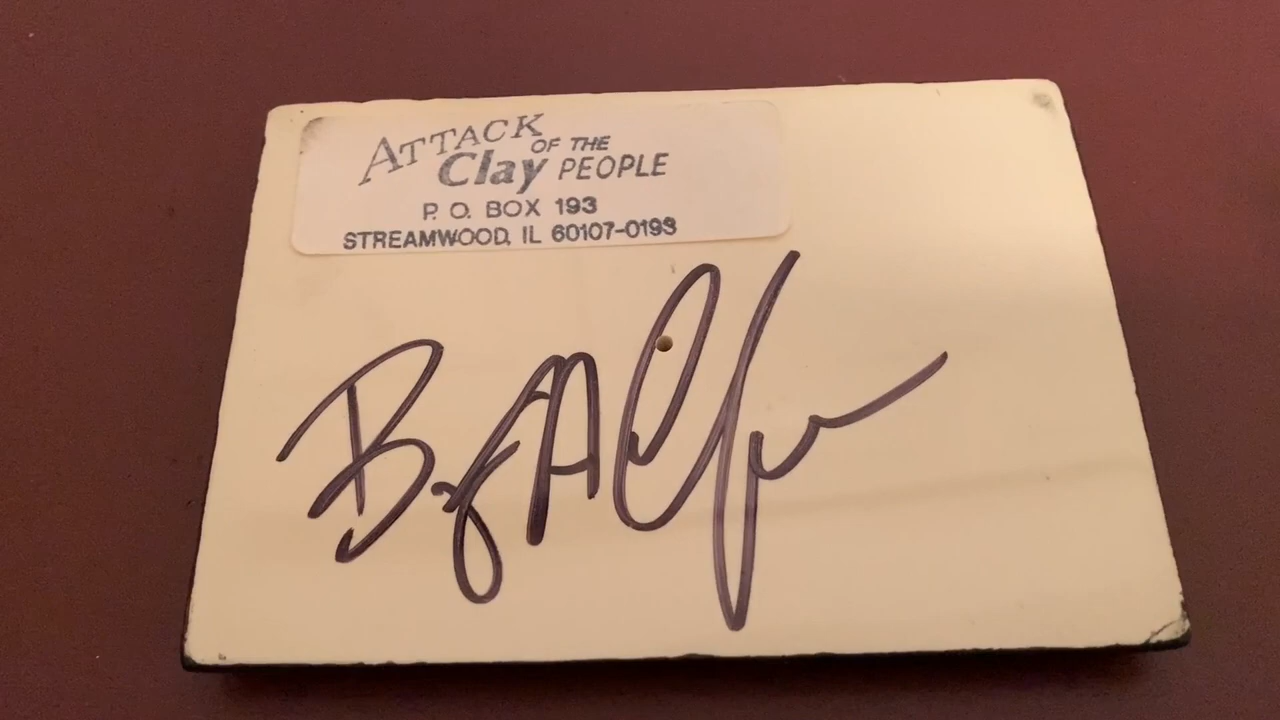 ATTACK
OF THE
Clay PEOPLE
P. O. BOX 193
STREAMWOOD, IL 60107-0193